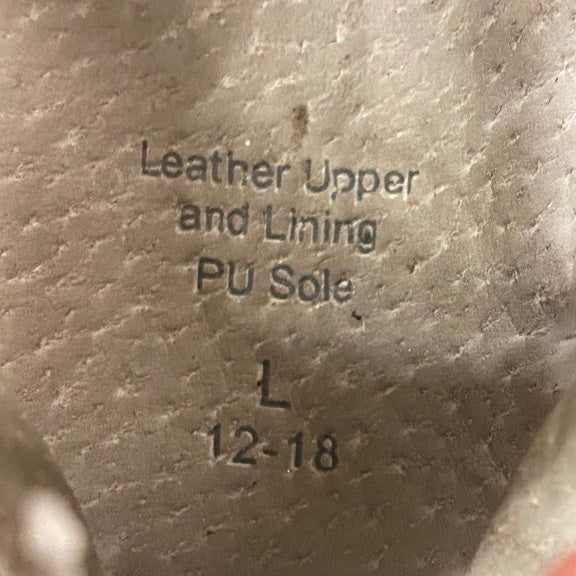 Leather Upper
and Lining
PU Sole
L
12-18